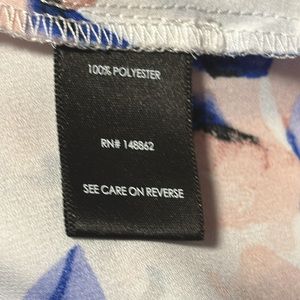 100% POLYESTER
RN# 148862
SEE CARE ON REVERSE